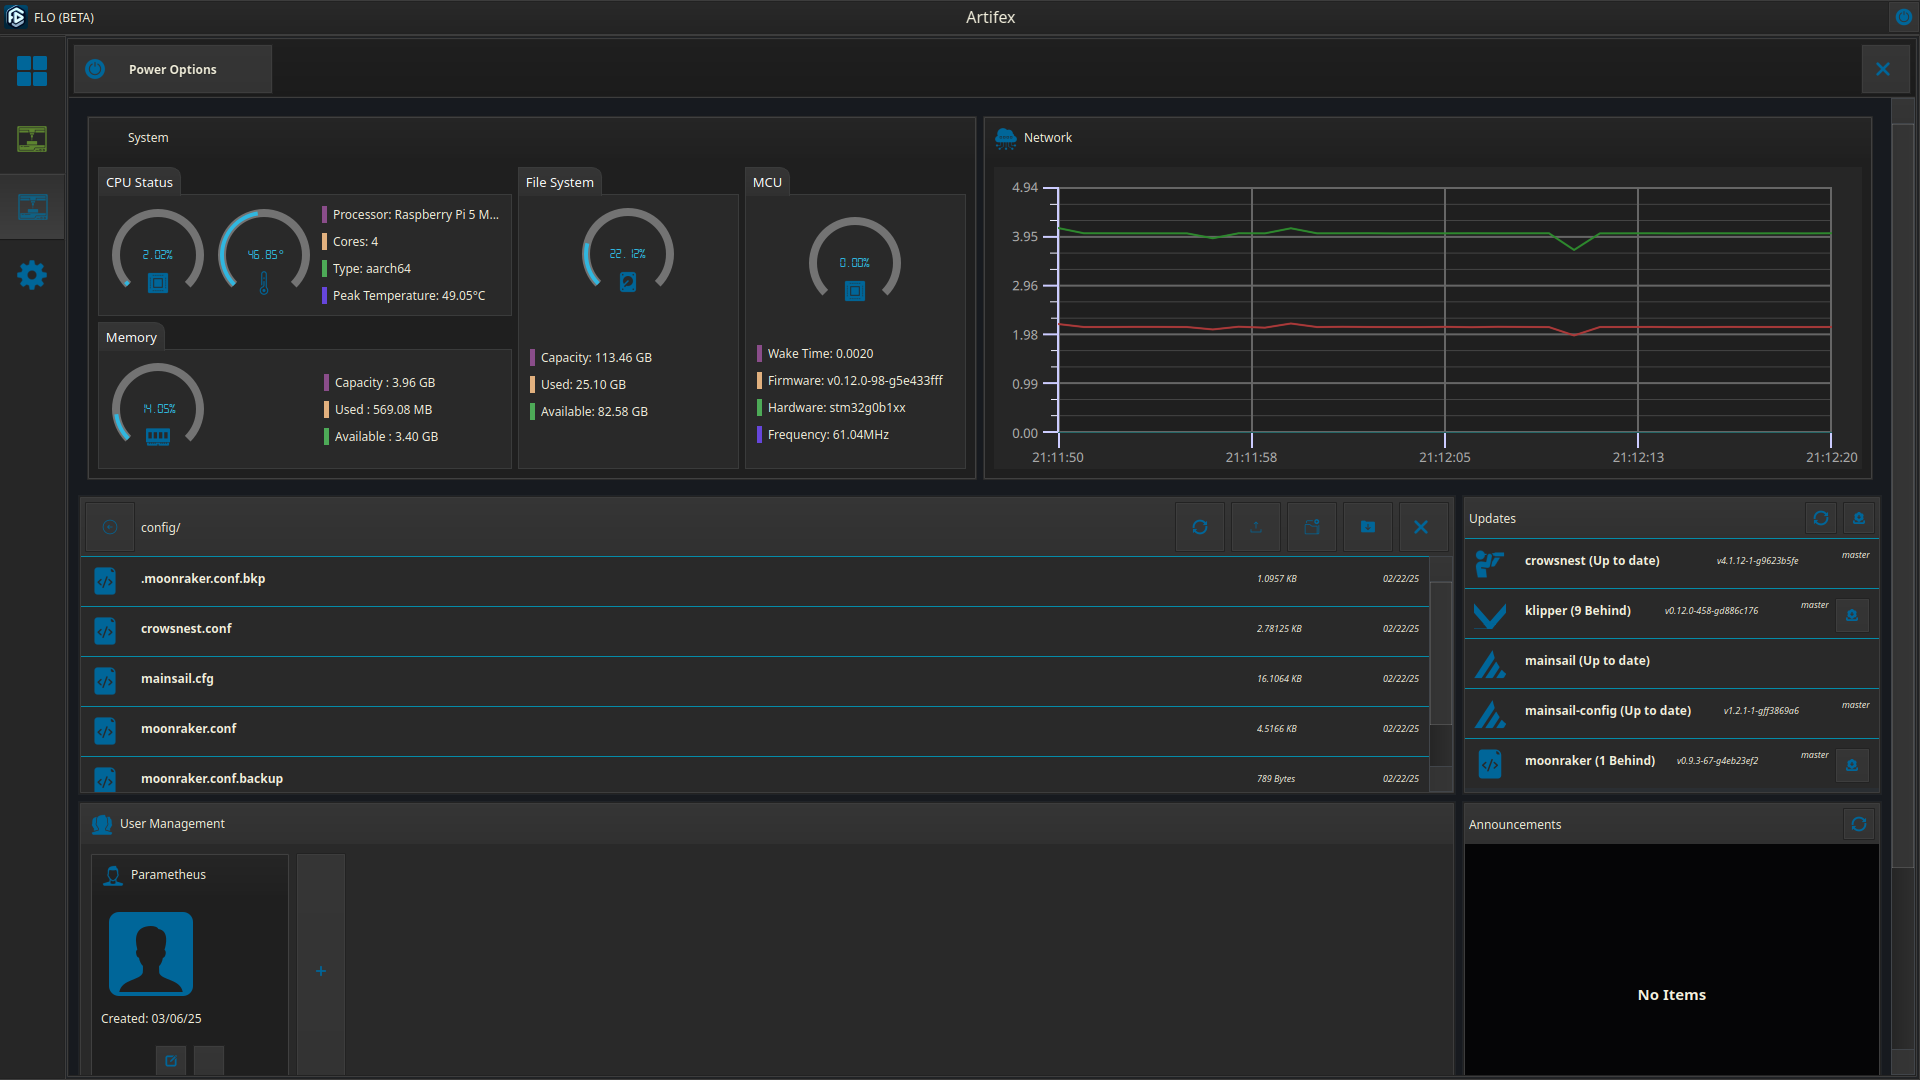 FLO (BETA)
Artifex
Power Options
System
CPU Status
2.02%
46.85°
Processor: Raspberry Pi 5 M...
Cores: 4
Type: aarch64
Peak Temperature: 49.05°C
Memory
14.05%
Capacity : 3.96 GB
Used : 569.08 MB
Available : 3.40 GB
File System
22.12%
Capacity: 113.46 GB
Used: 25.10 GB
Available: 82.58 GB
MCU
0.00%
Wake Time: 0.0020
Firmware: v0.12.0-98-g5e433fff
Hardware: stm32g0b1xx
Frequency: 61.04MHz
Network
4.94
3.95
2.96
1.98
0.99
0.00
21:11:50 21:11:58 21:12:05 21:12:13 21:12:20
config/
.moonraker.conf.bkp 1.0957 KB 02/22/25
crowsnest.conf 2.78125 KB 02/22/25
mainsail.cfg 16.1064 KB 02/22/25
moonraker.conf 4.5166 KB 02/22/25
moonraker.conf.backup 789 Bytes 02/22/25
Updates
crowsnest (Up to date) v4.1.12-1-g9623b5fe master
klipper (9 Behind) v0.12.0-458-gd886c176 master
mainsail (Up to date)
mainsail-config (Up to date) v1.2.1-1-gff3869a6 master
moonraker (1 Behind) v0.9.3-67-g4eb23ef2 master
User Management
Parametheus
Created: 03/06/25
Announcements
No Items